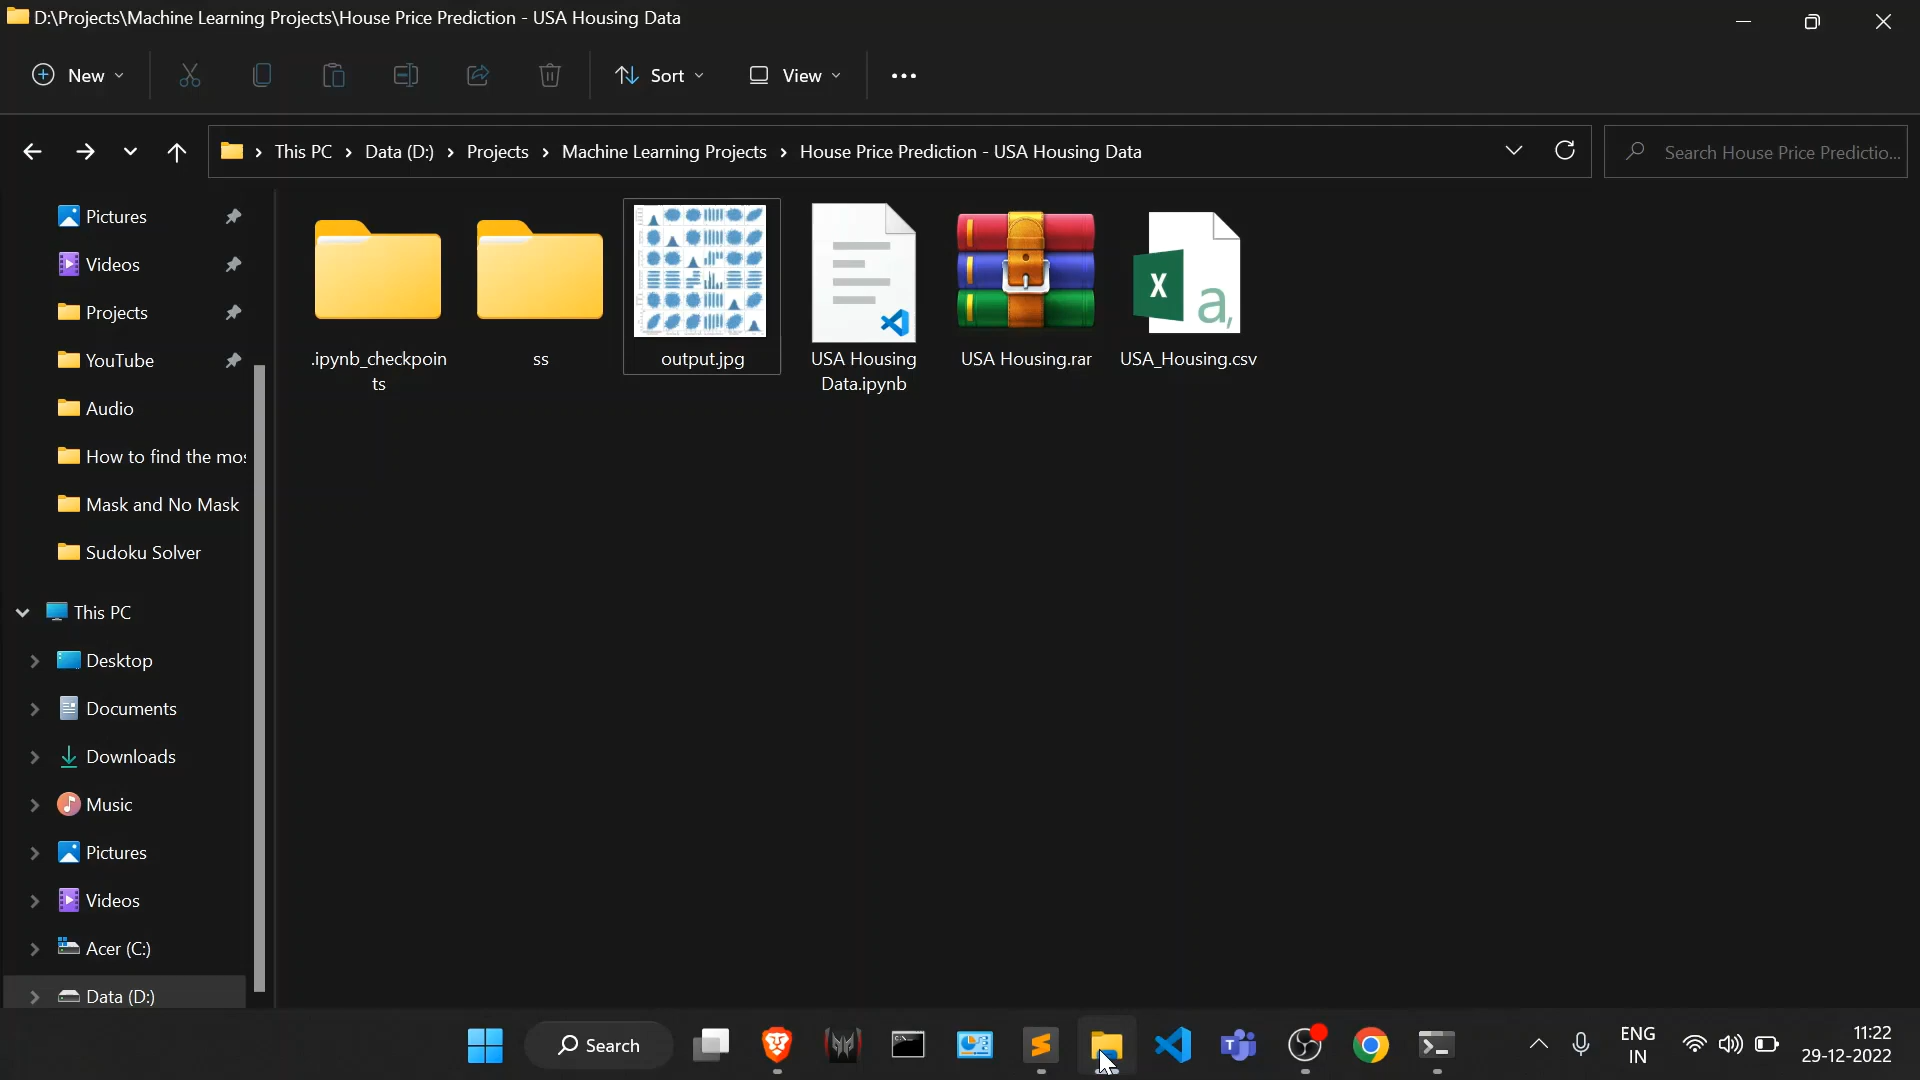 D:\Projects\Machine Learning Projects\House Price Prediction - USA Housing Data
New
Sort
View
This PC > Data (D:) > Projects > Machine Learning Projects > House Price Prediction - USA Housing Data
Search House Price Predictio...
Pictures
Videos
Projects
YouTube
Audio
How to find the mos
Mask and No Mask
Sudoku Solver
This PC
Desktop
Documents
Downloads
Music
Pictures
Videos
Acer (C:)
Data (D:)
.ipynb_checkpoin
ts
ss
output.jpg
USA Housing
Data.ipynb
USA Housing.rar
X
a,
USA_Housing.csv
Search
ENG
IN
11:22
29-12-2022